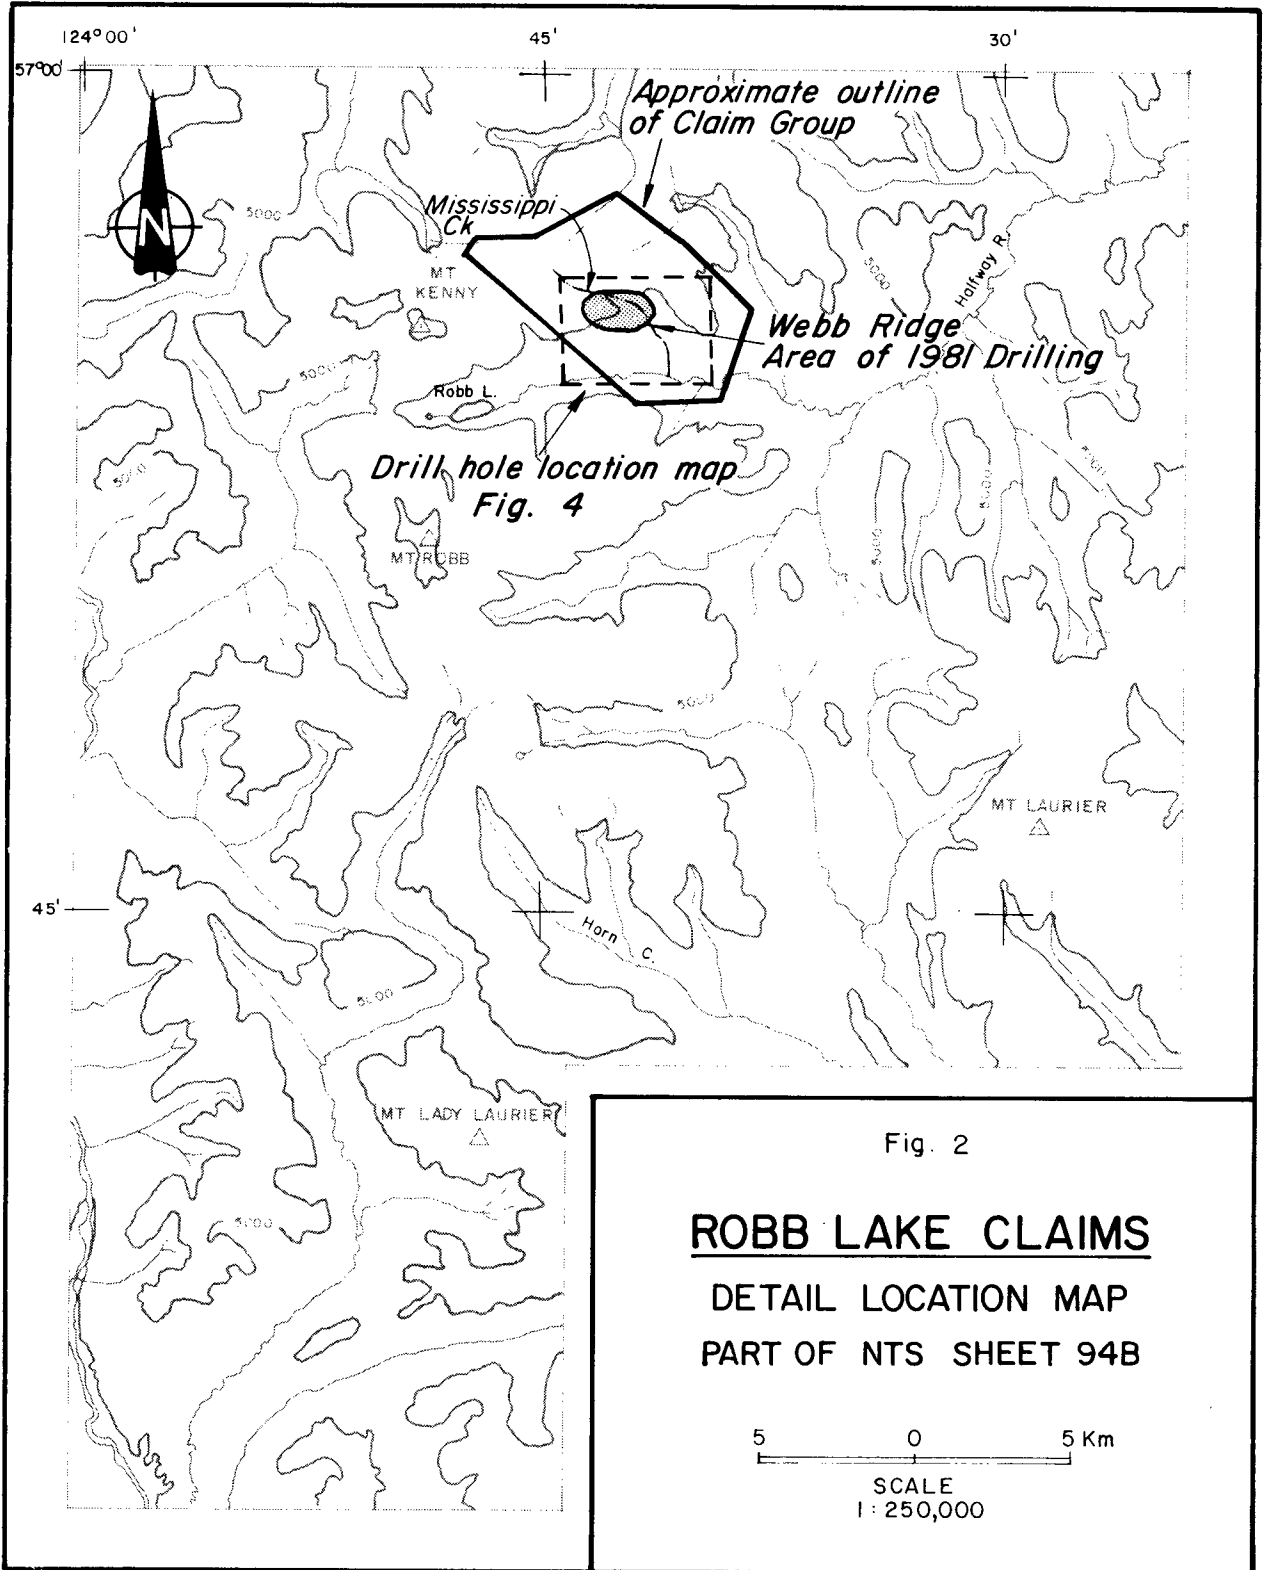 124°00'
45'
30'
57°00'
Approximate outline
of Claim Group
N
5000
Mississippi
Ck
MT
KENNY
5000
Halfway R.
Webb Ridge
Area of 1981 Drilling
5000
Robb L.
Drill hole location map
Fig. 4
5000
5000
5000
5000
MT ROBB
5000
MT LAURIER
45'
Horn C.
5000
MT LADY LAURIER
5000
Fig. 2
ROBB LAKE CLAIMS
DETAIL LOCATION MAP
PART OF NTS SHEET 94B
5 0 5 Km
SCALE
1:250,000